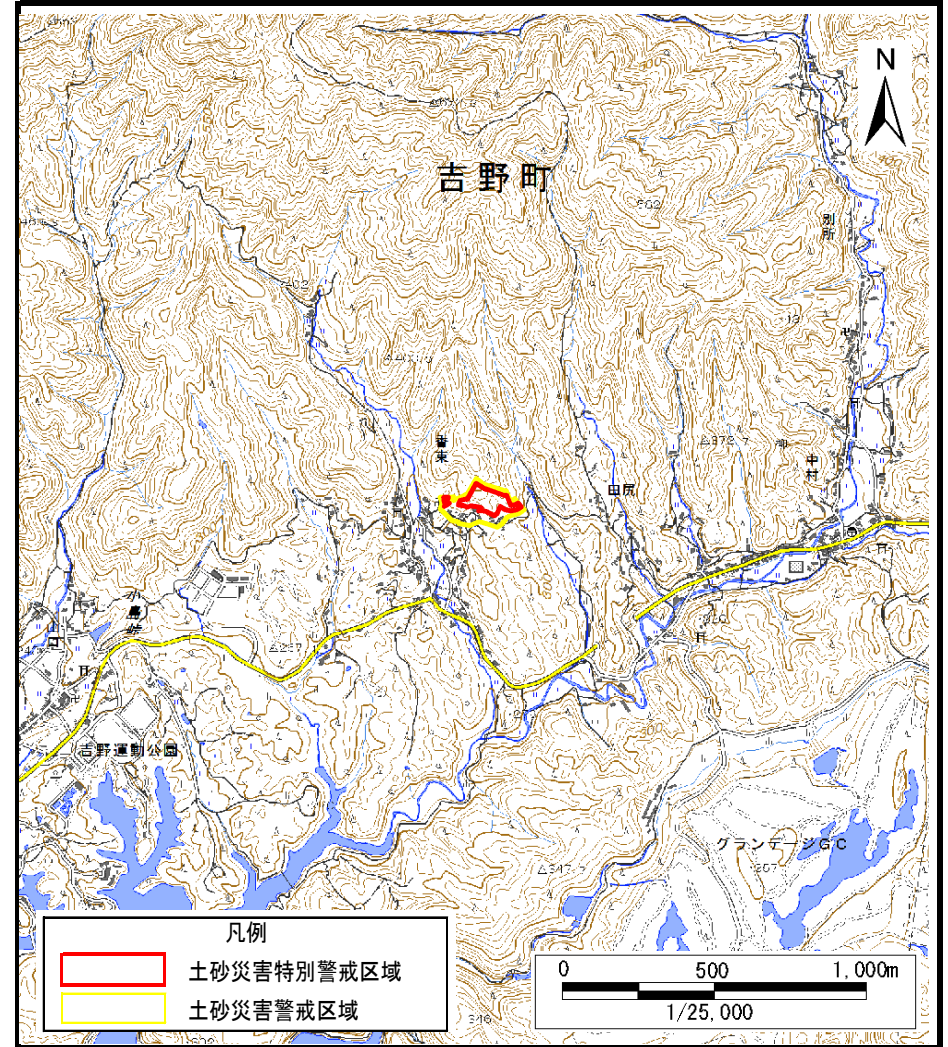 N
吉野町
別所
香束
田尻
中村
小島峠
吉野運動公園
グランデージGC
凡例
土砂災害特別警戒区域
土砂災害警戒区域
0 500 1,000m
1/25,000